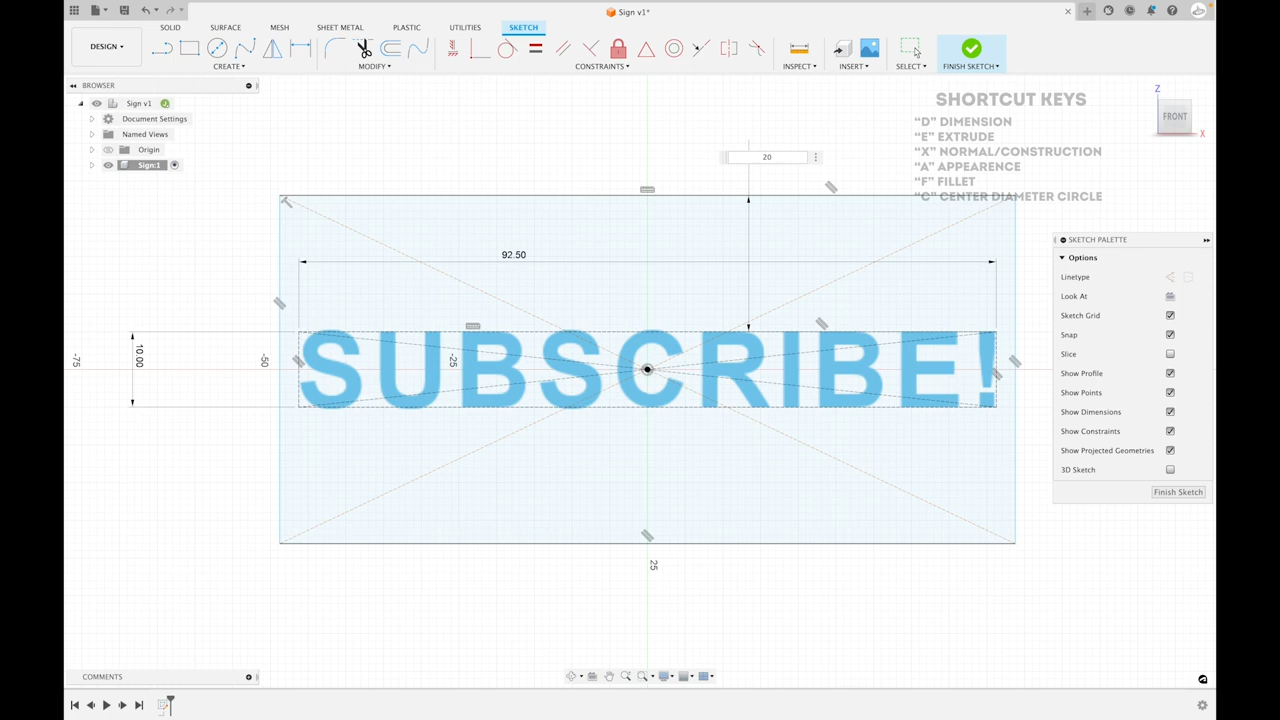 Sign v1*
SOLID SURFACE MESH SHEET METAL PLASTIC UTILITIES SKETCH
DESIGN
CREATE MODIFY CONSTRAINTS INSPECT INSERT SELECT FINISH SKETCH
BROWSER
Sign v1
Document Settings
Named Views
Origin
Sign:1
SHORTCUT KEYS
“D” DIMENSION
“E” EXTRUDE
“X” NORMAL/CONSTRUCTION
“A” APPEARENCE
“F” FILLET
“C” CENTER DIAMETER CIRCLE
Z
FRONT
X
20
92.50
10.00
-75
-50
-25
SUBSCRIBE!
25
SKETCH PALETTE
Options
Linetype
Look At
Sketch Grid
Snap
Slice
Show Profile
Show Points
Show Dimensions
Show Constraints
Show Projected Geometries
3D Sketch
Finish Sketch
COMMENTS